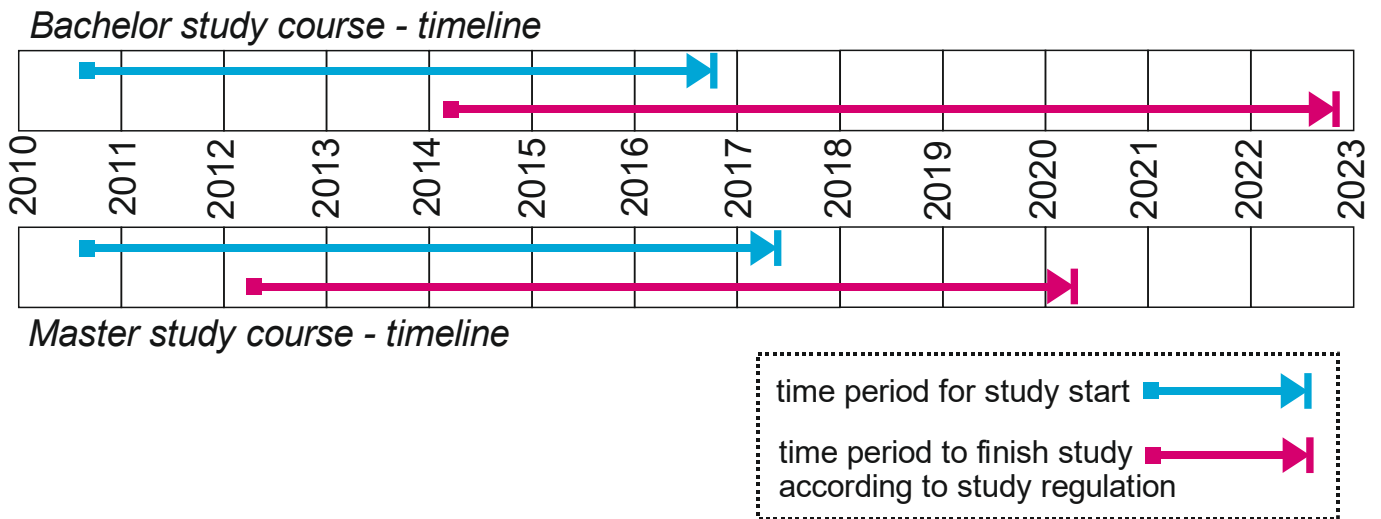 Bachelor study course - timeline
2010 2011 2012 2013 2014 2015 2016 2017 2018 2019 2020 2021 2022 2023
Master study course - timeline
time period for study start
time period to finish study
according to study regulation